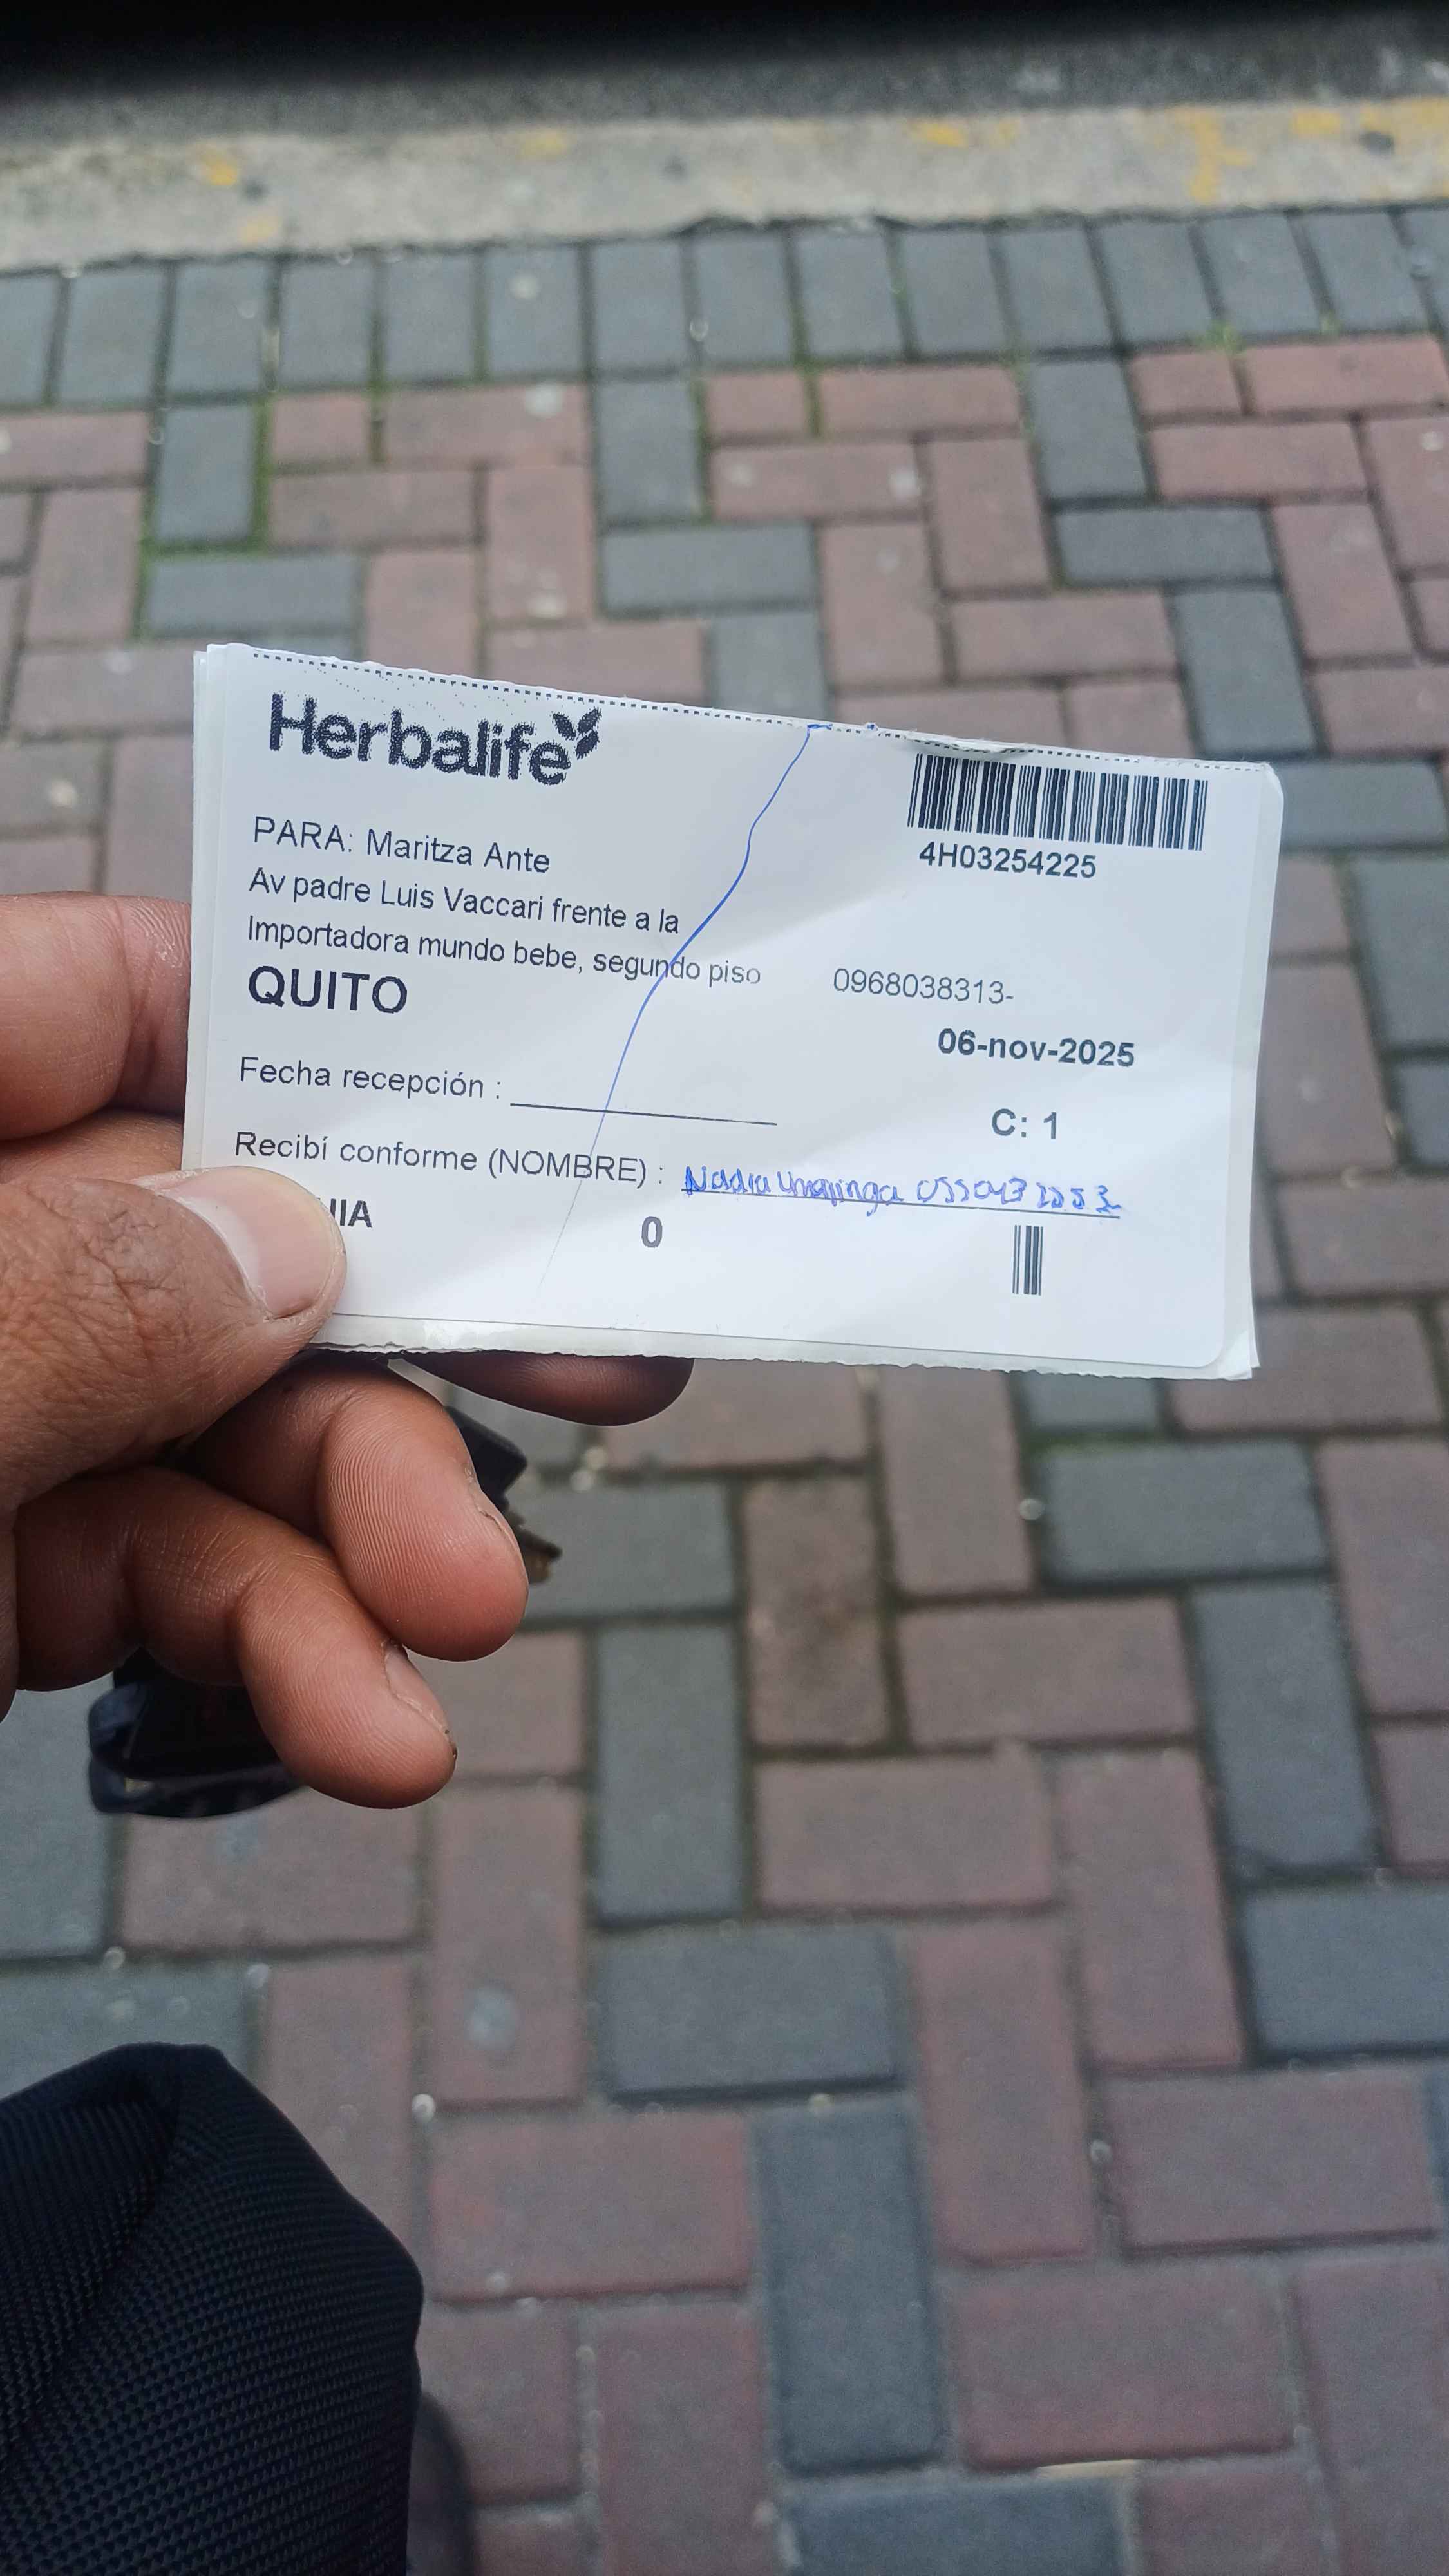 Herbalife
4H03254225
PARA: Maritza Ante
Av padre Luis Vaccari frente a la
Importadora mundo bebe, segundo piso
0968038313-
QUITO
06-nov-2025
Fecha recepción :
C: 1
Recibí conforme (NOMBRE) : Nadia
0